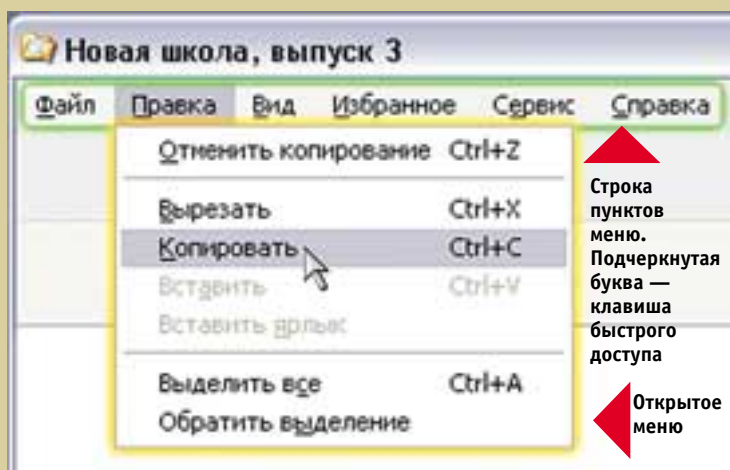 Новая школа, выпуск 3
Файл Правка Вид Избранное Сервис Справка
Отменить копирование Ctrl+Z
Вырезать Ctrl+X
Копировать Ctrl+C
Вставить Ctrl+V
Вставить ярлык
Выделить все Ctrl+A
Обратить выделение
Строка
пунктов
меню.
Подчеркнутая
буква —
клавиша
быстрого
доступа
Открытое
меню